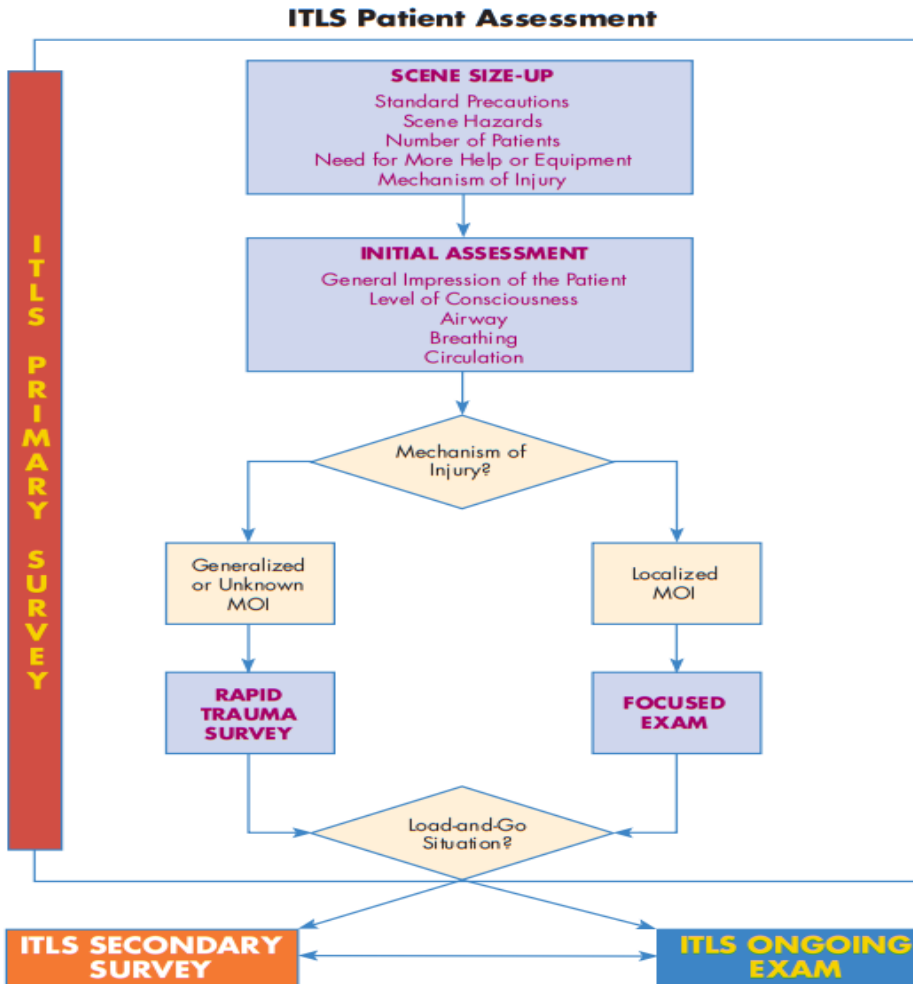 ITLS Patient Assessment
ITLS PRIMARY SURVEY
SCENE SIZE-UP
Standard Precautions
Scene Hazards
Number of Patients
Need for More Help or Equipment
Mechanism of Injury
INITIAL ASSESSMENT
General Impression of the Patient
Level of Consciousness
Airway
Breathing
Circulation
Mechanism of
Injury?
Generalized
or Unknown
MOI
Localized
MOI
RAPID
TRAUMA
SURVEY
FOCUSED
EXAM
Load-and-Go
Situation?
ITLS SECONDARY
SURVEY
ITLS ONGOING
EXAM